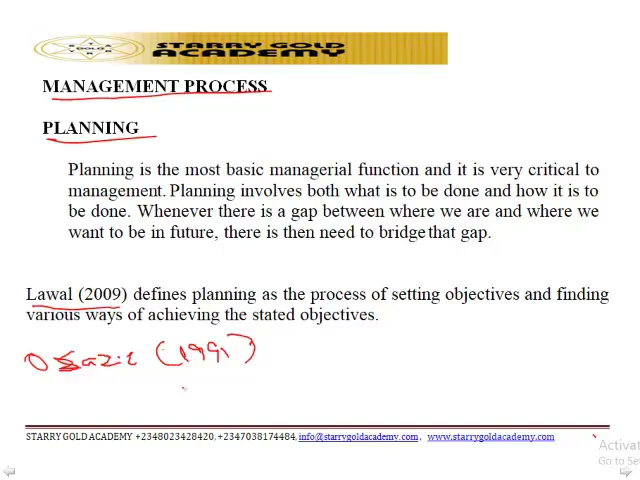 STARRY GOLD
ACADEMY
MANAGEMENT PROCESS
PLANNING
Planning is the most basic managerial function and it is very critical to
management. Planning involves both what is to be done and how it is to
be done. Whenever there is a gap between where we are and where we
want to be in future, there is then need to bridge that gap.
Lawal (2009) defines planning as the process of setting objectives and finding
various ways of achieving the stated objectives.
(1991)
STARRY GOLD ACADEMY +2348023428420, +2347038174484, info@starrygoldacademy.com, www.starrygoldacademy.com
Activat
Go to Set